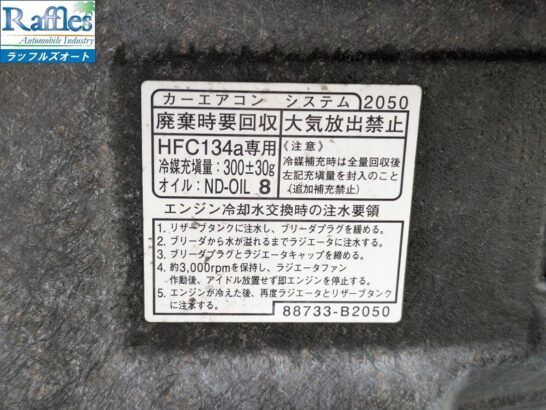 Raffles
Automobile Industry
ラッフルズオート
カーエアコン システム 2050
廃棄時要回収 大気放出禁止
HFC134a専用
冷媒充塡量:300±30g
オイル:ND-OIL 8
〈注意〉
冷媒補充時は全量回収後
左記充塡量を封入のこと
(追加補充禁止)
エンジン冷却水交換時の注水要領
1. リザーブタンクに注水し、ブリーダプラグを緩める。
2. ブリーダから水が溢れるまでラジエータに注水する。
3. ブリーダプラグとラジエータキャップを締める。
4. 約3,000rpmを保持し、ラジエータファン
作動後、アイドル放置せず即エンジンを停止する。
5. エンジンが冷えた後、再度ラジエータとリザーブタンク
に注水する。
88733-B2050